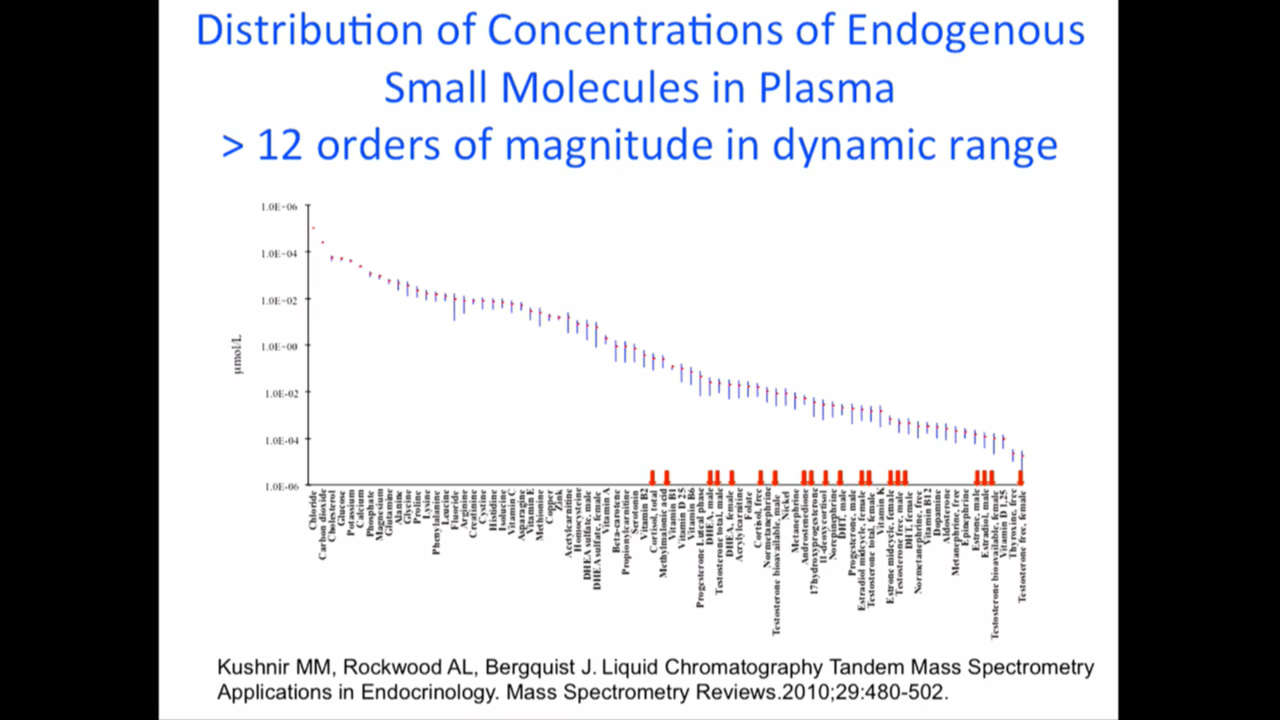 Distribution of Concentrations of Endogenous
Small Molecules in Plasma
> 12 orders of magnitude in dynamic range
1.0E-06
1.0E-04
1.0E-02
1.0E-00
1.0E-02
1.0E-04
1.0E-06
µmol/L
Chloride
Carbon dioxide
Cholesterol
Glucose
Potassium
Calcium
Phosphate
Magnesium
Glutamine
Alanine
Glycine
Proline
Lysine
Phenylalanine
Leucine
Fluoride
Arginine
Creatinine
Cystine
Histidine
Isolucine
Vitamin C
Asparagine
Vitamin E
Methionine
Copper
Zink
Acetylcarnitine
Homocysteine
DHEA sulfate, male
DHEA sulfate, female
Vitamin A
Beta-carotene
Propionylcarnitine
Serotonin
Vitamin B2
Cortisol, total
Methylmalonic acid
Vitamin B1
Vitamin D 25
Vitamin B6
Progesterone Luteal phase
DHEA, male
Testosterone total, male
DHEA, female
Acrylylcarnitine
Folate
Cortisol, free
Normetanephrine
Testosterone bioavailable, male
Nickel
Metanephrine
Androstenedione
17hydroxyprogesterone
11-deoxycortisol
Norepinephrine
DHT, male
Progesterone, male
Estradiol midcycle, female
Testosterone total, female
Vitamin K
Estrone midcycle, female
Testosterone free, male
DHT, female
Normetanephrine, free
Vitamin B12
Dopamine
Aldosterone
Metanephrine, free
Epinephrine
Estrone, male
Estradiol, male
Testosterone bioavailable, female
Vitamin D 1,25
Thyroxine, free
Testosterone free, female
Kushnir MM, Rockwood AL, Bergquist J. Liquid Chromatography Tandem Mass Spectrometry
Applications in Endocrinology. Mass Spectrometry Reviews.2010;29:480-502.